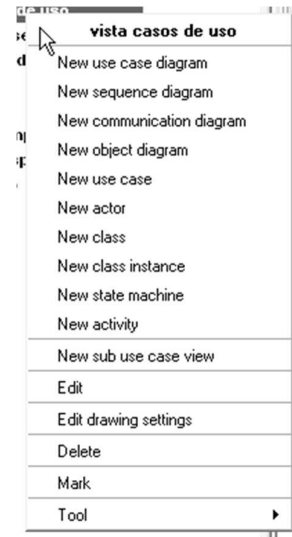 de uso
vista casos de uso
New use case diagram
New sequence diagram
New communication diagram
New object diagram
New use case
New actor
New class
New class instance
New state machine
New activity
New sub use case view
Edit
Edit drawing settings
Delete
Mark
Tool